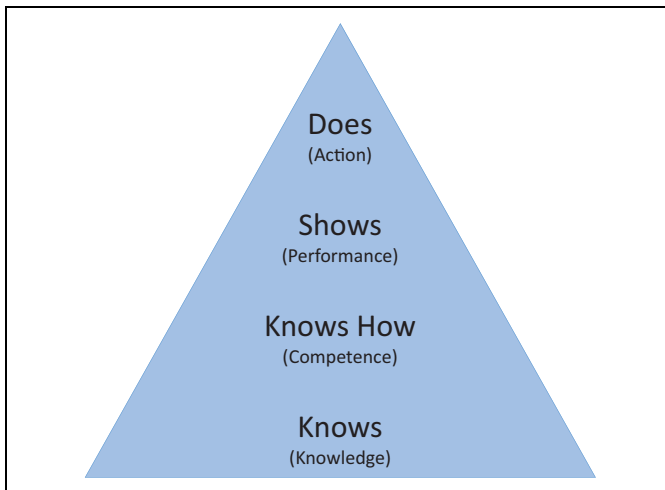 Does
(Action)
Shows
(Performance)
Knows How
(Competence)
Knows
(Knowledge)